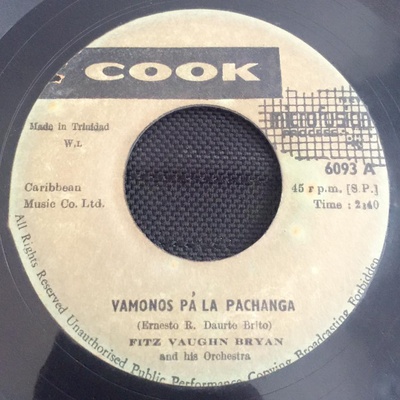 COOK
microfusion
PROCESS
Made in Trinidad
W.I.
6093 A
Caribbean
Music Co. Ltd.
45 r p.m. [S.P.]
Time : 2:40
VAMONOS PÁ LA PACHANGA
(Ernesto R. Daurte Brito)
FITZ VAUGHN BRYAN
and his Orchestra
All Rights Reserved Unauthorised Public Performance Copying Broadcasting Forbidden